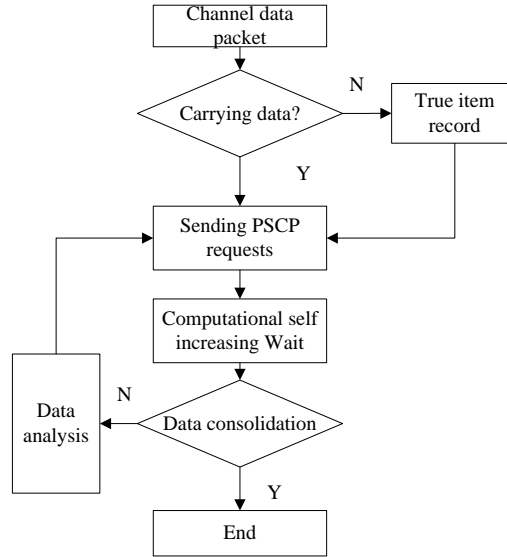 Channel data
packet
Carrying data?
N
True item
record
Y
Sending PSCP
requests
Computational self
increasing Wait
Data
analysis
N
Data consolidation
Y
End